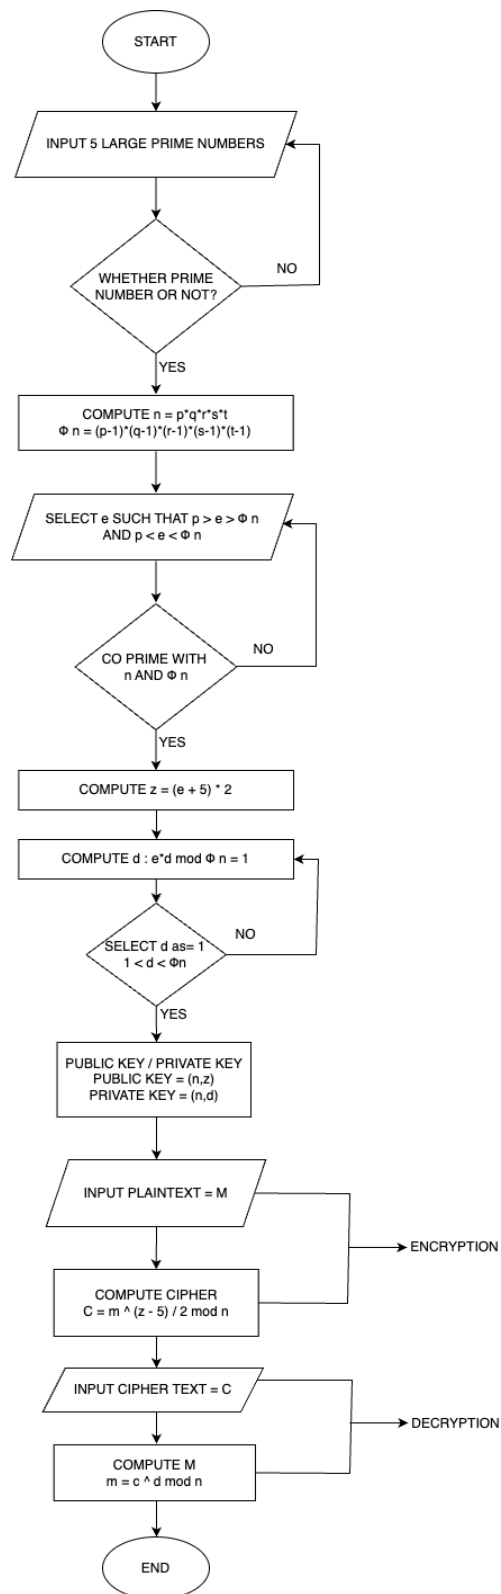 START
INPUT 5 LARGE PRIME NUMBERS
NO
WHETHER PRIME
NUMBER OR NOT?
YES
COMPUTE n = p*q*r*s*t
Φ n = (p-1)*(q-1)*(r-1)*(s-1)*(t-1)
SELECT e SUCH THAT p > e > Φ n
AND p < e < Φ n
NO
CO PRIME WITH
n AND Φ n
YES
COMPUTE z = (e + 5) * 2
COMPUTE d : e*d mod Φ n = 1
NO
SELECT d as= 1
1 < d < Φn
YES
PUBLIC KEY / PRIVATE KEY
PUBLIC KEY = (n,z)
PRIVATE KEY = (n,d)
INPUT PLAINTEXT = M
ENCRYPTION
COMPUTE CIPHER
C = m ^ (z - 5) / 2 mod n
INPUT CIPHER TEXT = C
DECRYPTION
COMPUTE M
m = c ^ d mod n
END